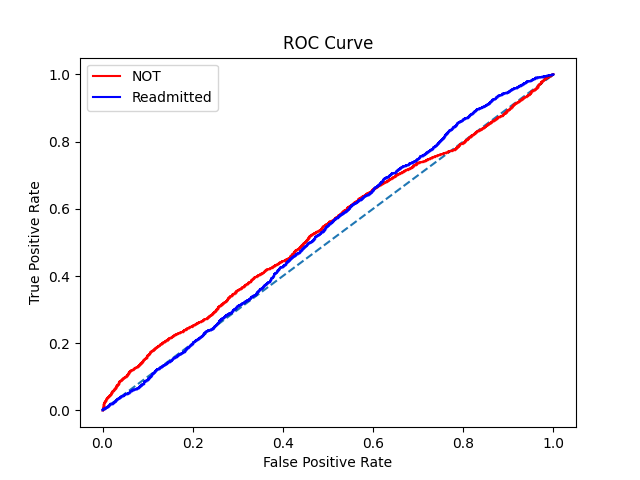 ROC Curve
NOT
Readmitted
1.0
0.8
0.6
0.4
0.2
0.0
True Positive Rate
0.0 0.2 0.4 0.6 0.8 1.0
False Positive Rate